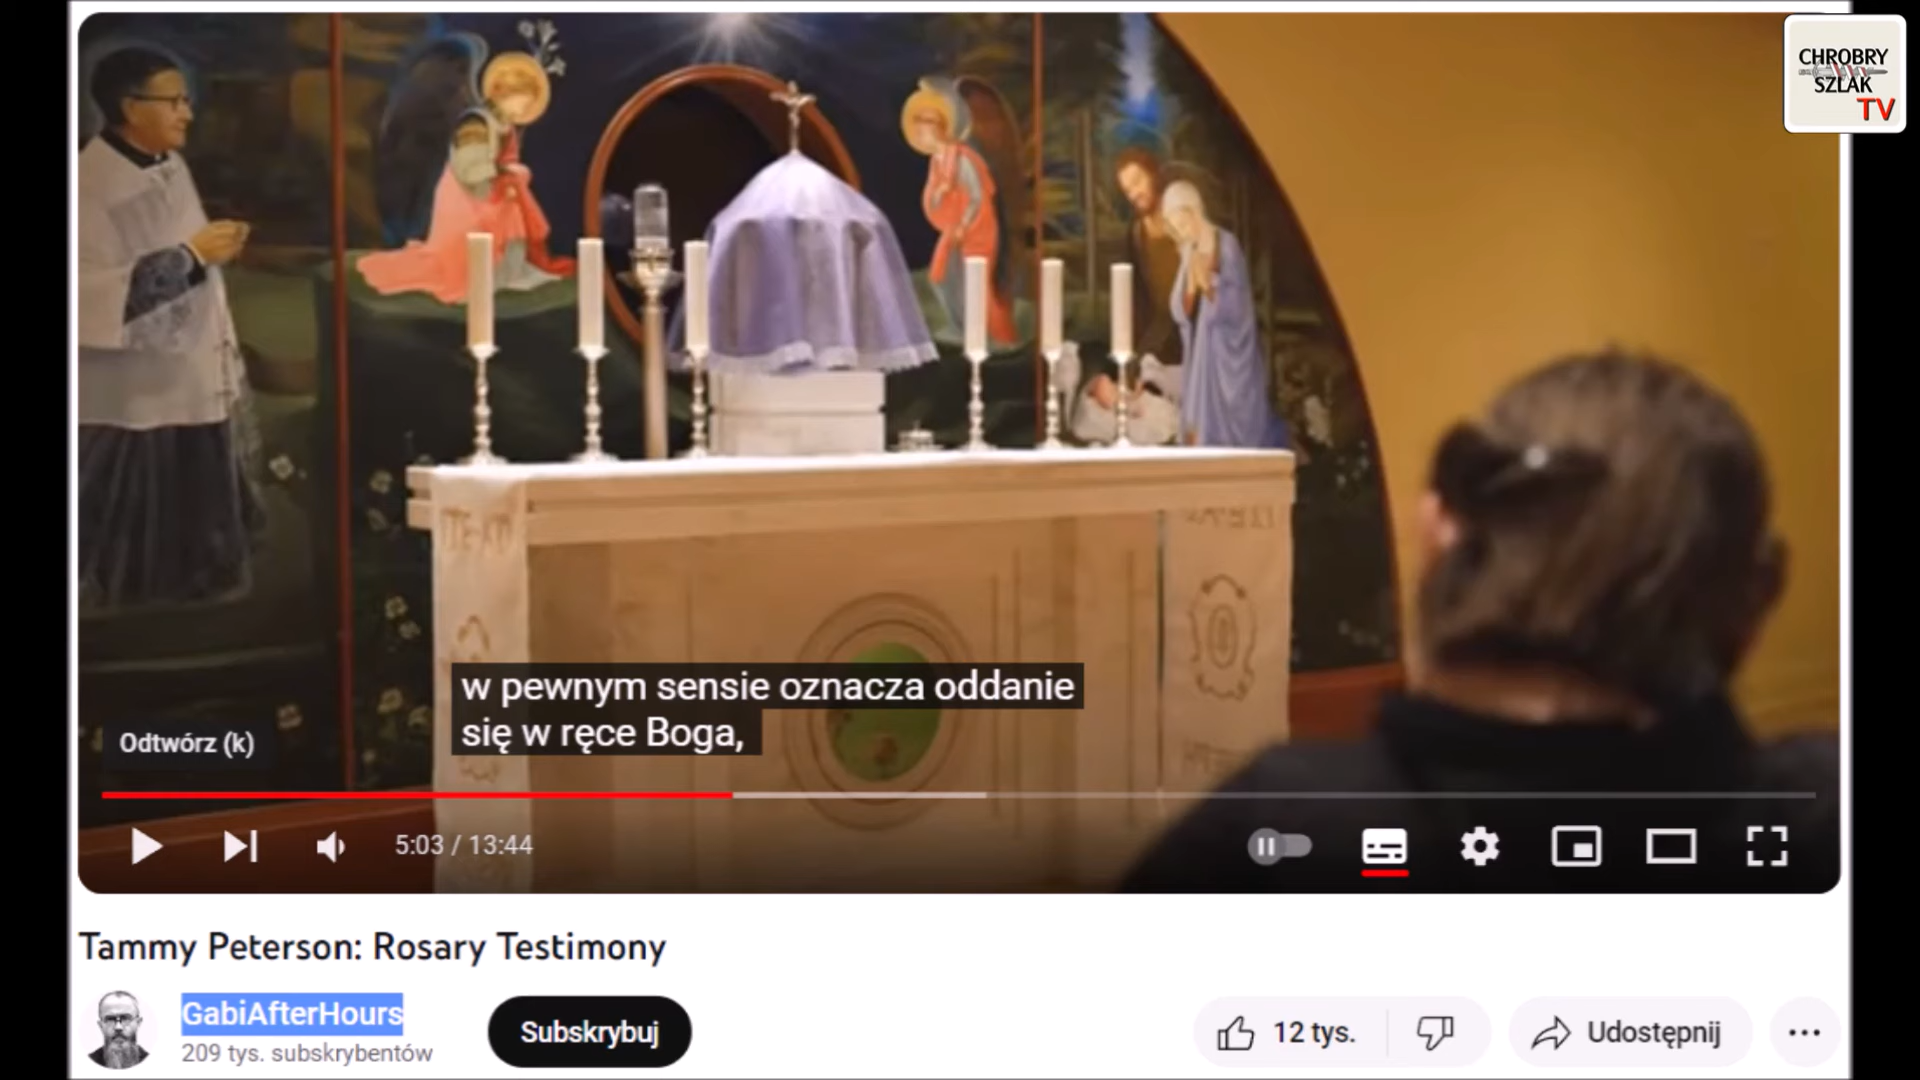 CHROBRY
SZLAK
TV
w pewnym sensie oznacza oddanie
się w ręce Boga,
Odtwórz (k)
5:03 / 13:44
Tammy Peterson: Rosary Testimony
GabiAfterHours
209 tys. subskrybentów
Subskrybuj
12 tys.
Udostępnij